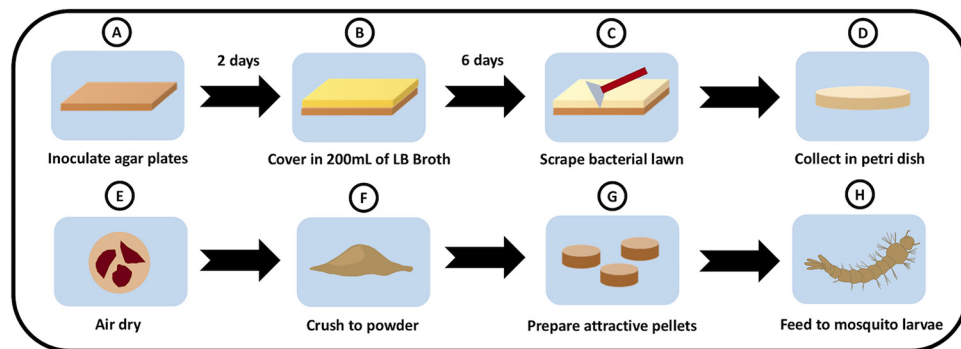 A
B
C
D
2 days
6 days
Inoculate agar plates
Cover in 200mL of LB Broth
Scrape bacterial lawn
Collect in petri dish
E
F
G
H
Air dry
Crush to powder
Prepare attractive pellets
Feed to mosquito larvae